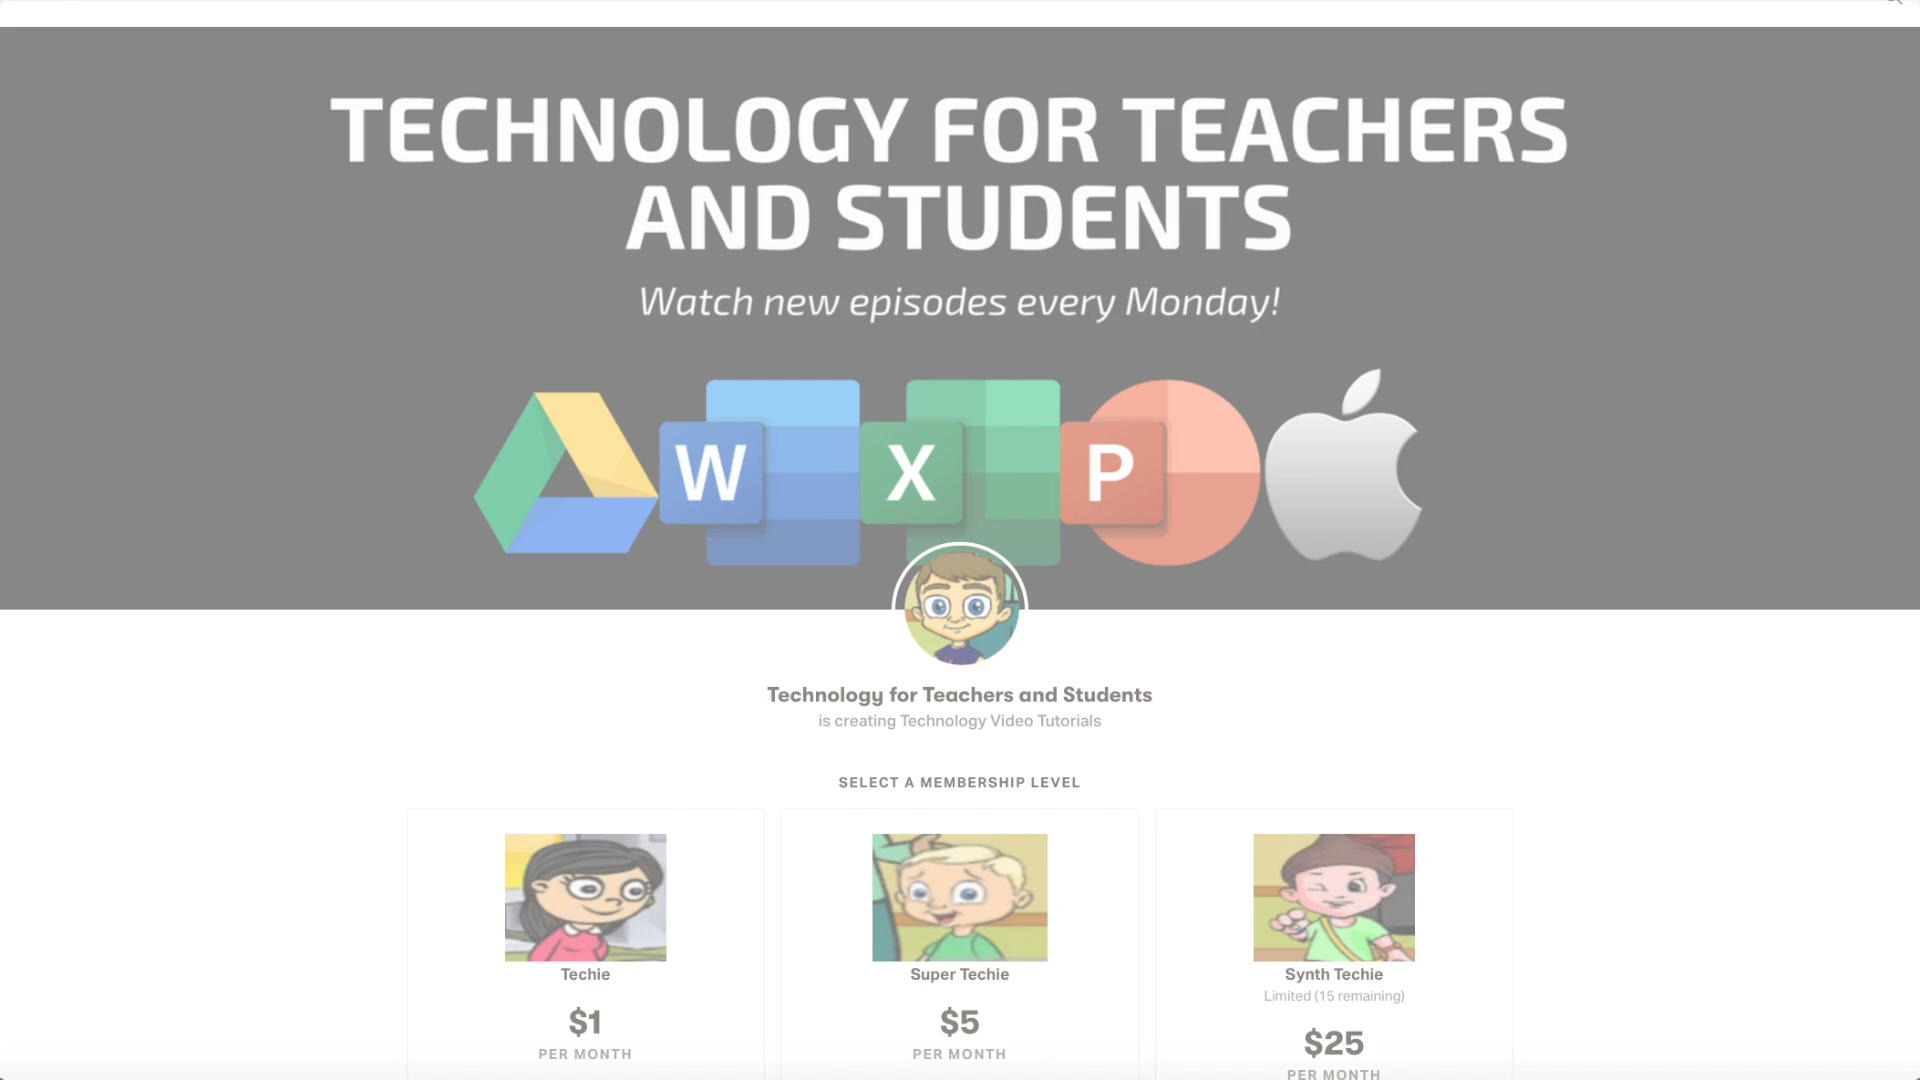 TECHNOLOGY FOR TEACHERS
AND STUDENTS
Watch new episodes every Monday!
W X P
Technology for Teachers and Students
is creating Technology Video Tutorials
SELECT A MEMBERSHIP LEVEL
Techie
$1
PER MONTH
Super Techie
$5
PER MONTH
Synth Techie
Limited (15 remaining)
$25
PER MONTH